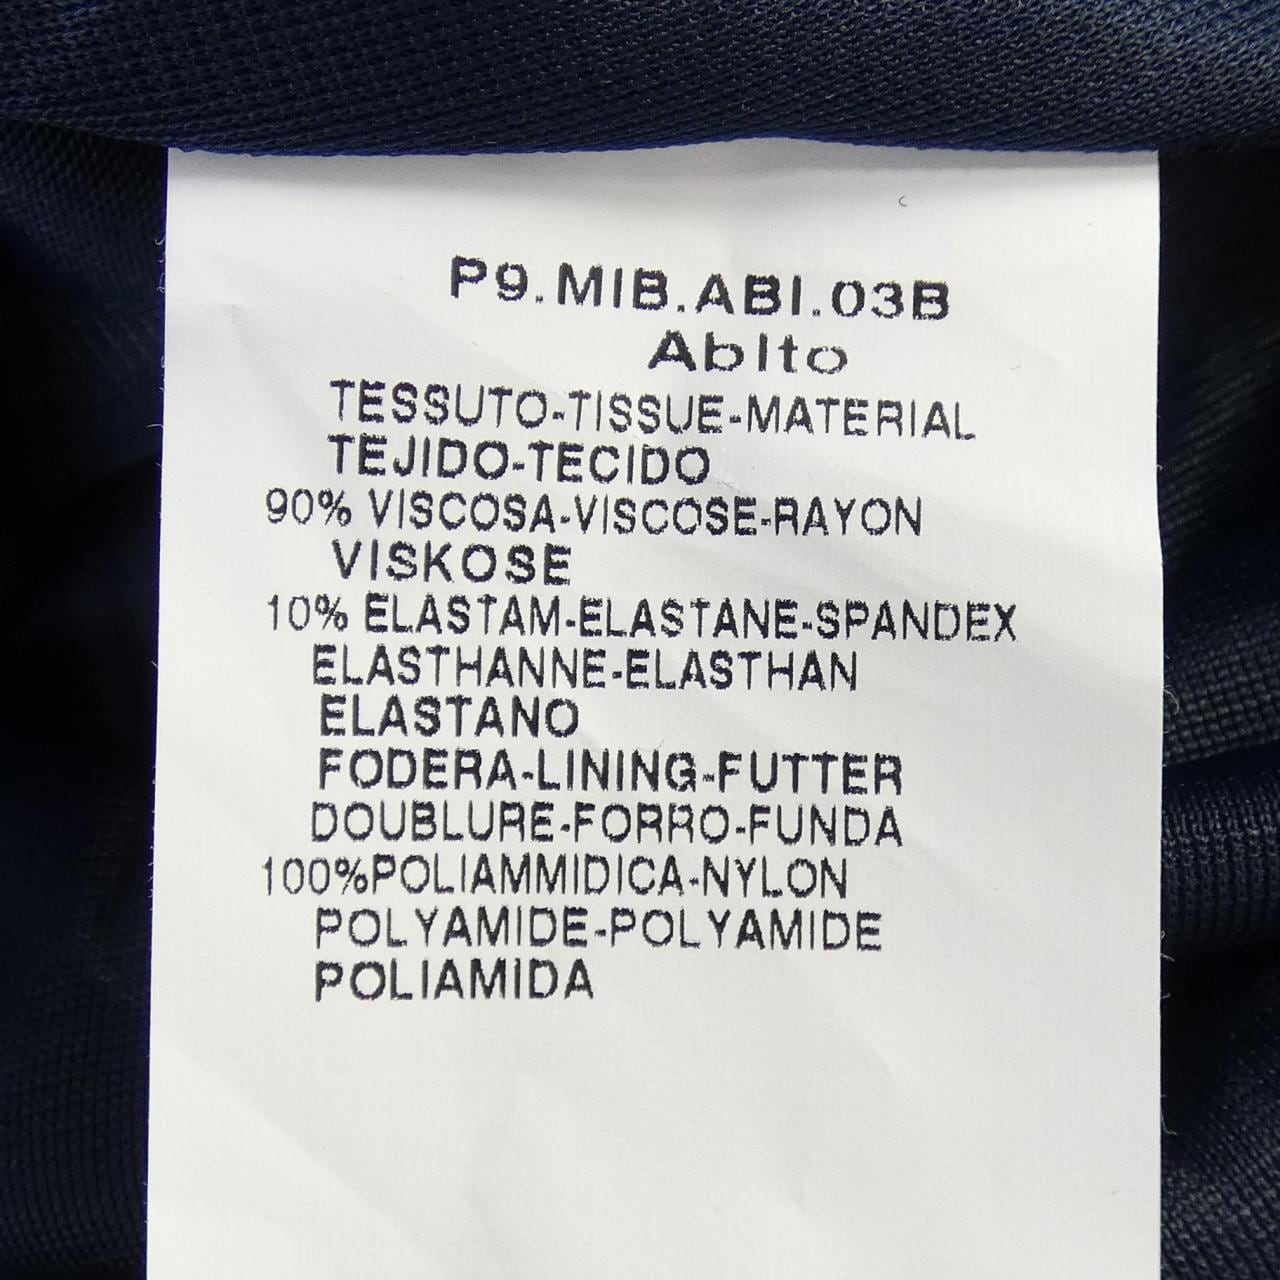 P9.MIB.ABI.03B
Abito
TESSUTO-TISSUE-MATERIAL
TEJIDO-TECIDO
90% VISCOSA-VISCOSE-RAYON
VISKOSE
10% ELASTAM-ELASTANE-SPANDEX
ELASTHANNE-ELASTHAN
ELASTANO
FODERA-LINING-FUTTER
DOUBLURE-FORRO-FUNDA
100%POLIAMMIDICA-NYLON
POLYAMIDE-POLYAMIDE
POLIAMIDA